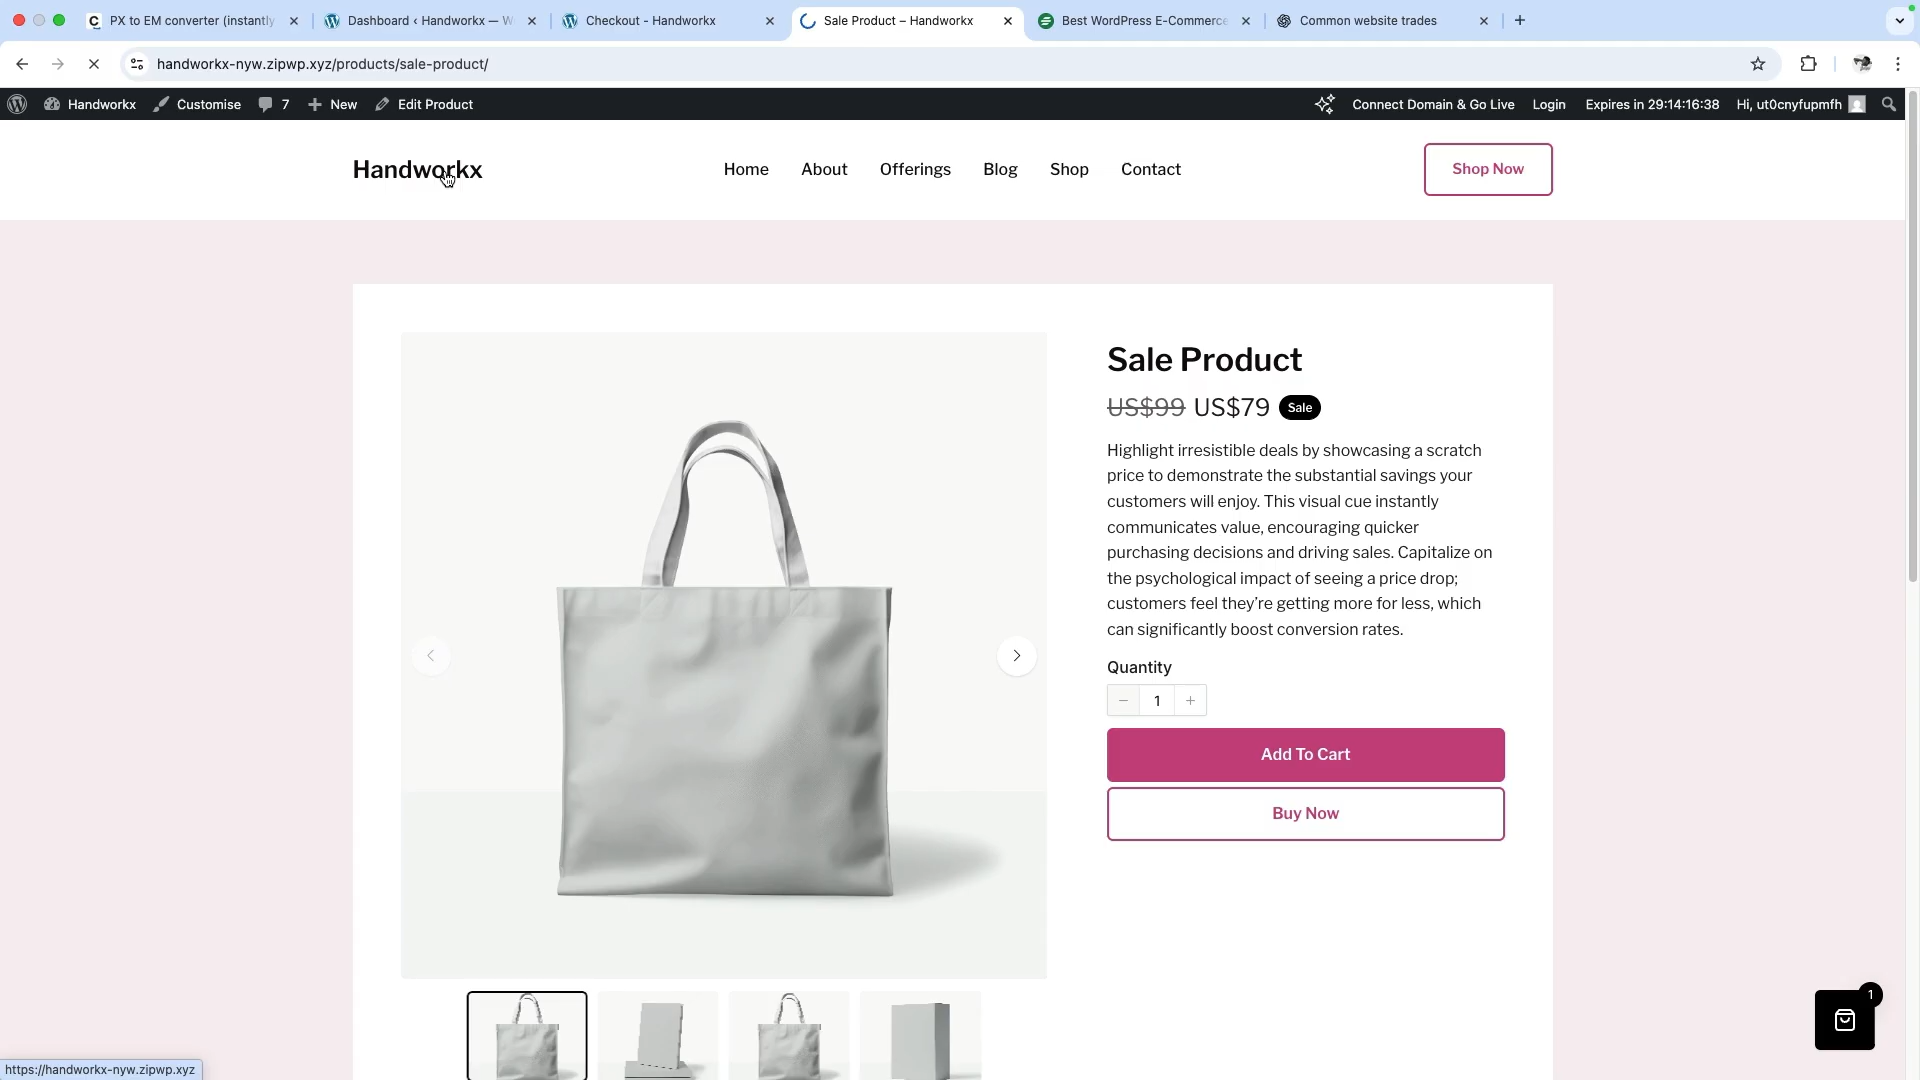 PX to EM converter (instantly
Dashboard ‹ Handworkx — W
Checkout - Handworkx
Sale Product – Handworkx
Best WordPress E-Commerce
Common website trades
handworkx-nyw.zipwp.xyz/products/sale-product/
Handworkx
Customise
7
New
Edit Product
Connect Domain & Go Live
Login
Expires in 29:14:16:38
Hi, ut0cnyfupmfh
Handworkx
Home
About
Offerings
Blog
Shop
Contact
Shop Now
Sale Product
US$99 US$79 Sale
Highlight irresistible deals by showcasing a scratch
price to demonstrate the substantial savings your
customers will enjoy. This visual cue instantly
communicates value, encouraging quicker
purchasing decisions and driving sales. Capitalize on
the psychological impact of seeing a price drop;
customers feel they’re getting more for less, which
can significantly boost conversion rates.
Quantity
− 1 +
Add To Cart
Buy Now
1
https://handworkx-nyw.zipwp.xyz